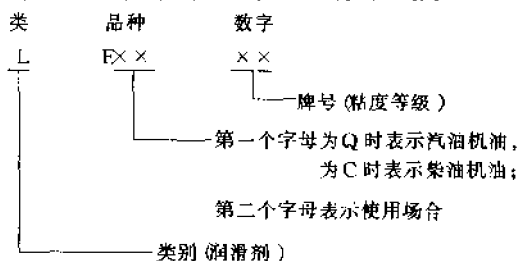 类 品种 数字
L E×× ××
牌号(粘度等级)
第一个字母为Q时表示汽油机油,
为C时表示柴油机油;
第二个字母表示使用场合
类别(润滑剂)